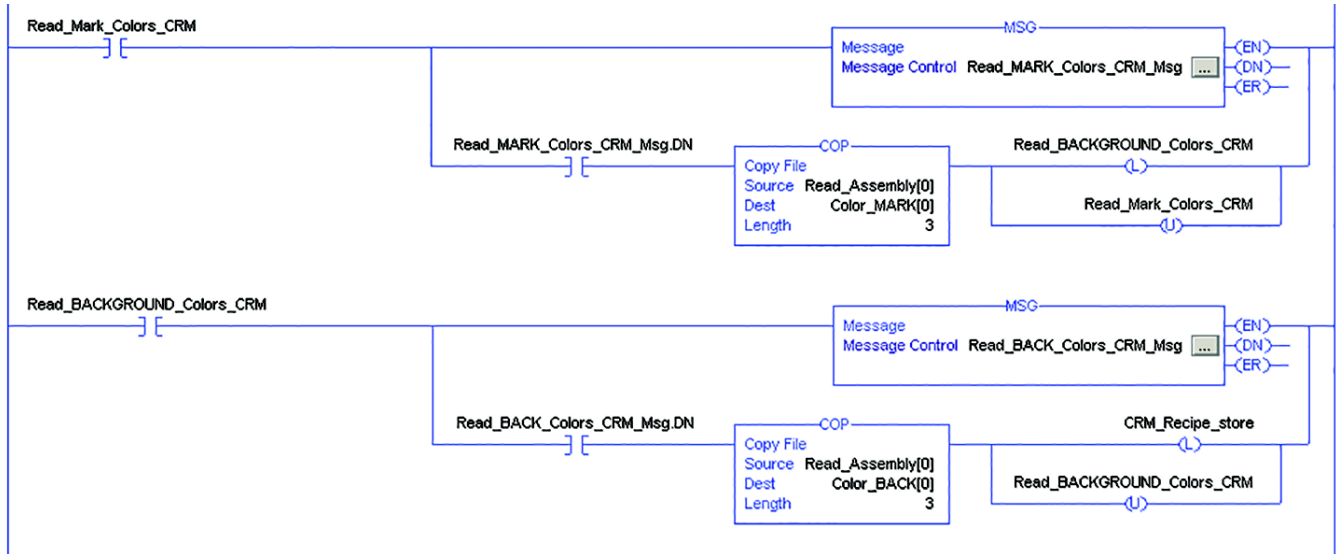 Read_Mark_Colors_CRM
MSG
Message
Message Control Read_MARK_Colors_CRM_Msg ...
EN
DN
ER
Read_MARK_Colors_CRM_Msg.DN
COP
Copy File
Source Read_Assembly[0]
Dest Color_MARK[0]
Length 3
Read_BACKGROUND_Colors_CRM
L
Read_Mark_Colors_CRM
U
Read_BACKGROUND_Colors_CRM
MSG
Message
Message Control Read_BACK_Colors_CRM_Msg ...
EN
DN
ER
Read_BACK_Colors_CRM_Msg.DN
COP
Copy File
Source Read_Assembly[0]
Dest Color_BACK[0]
Length 3
CRM_Recipe_store
L
Read_BACKGROUND_Colors_CRM
U